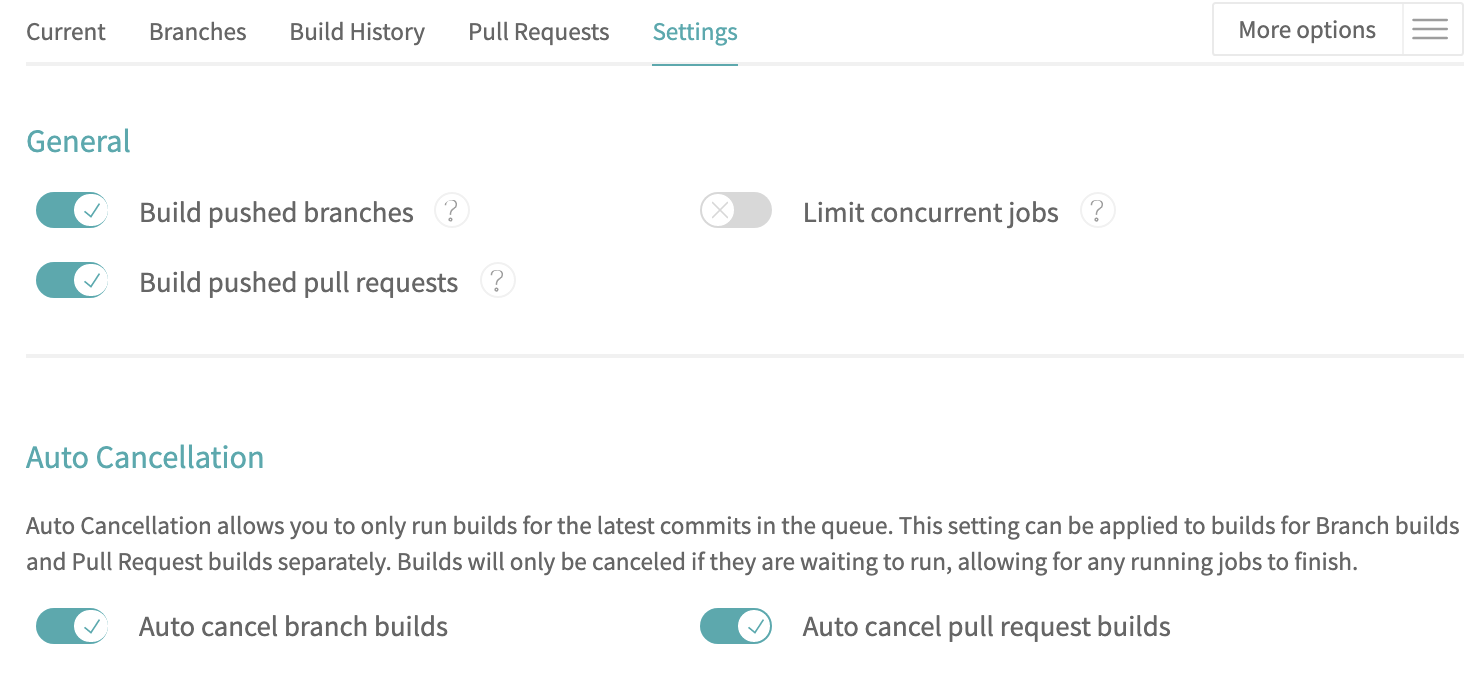 Current Branches Build History Pull Requests Settings More options
General
Build pushed branches ? Limit concurrent jobs ?
Build pushed pull requests ?
Auto Cancellation
Auto Cancellation allows you to only run builds for the latest commits in the queue. This setting can be applied to builds for Branch builds
and Pull Request builds separately. Builds will only be canceled if they are waiting to run, allowing for any running jobs to finish.
Auto cancel branch builds Auto cancel pull request builds